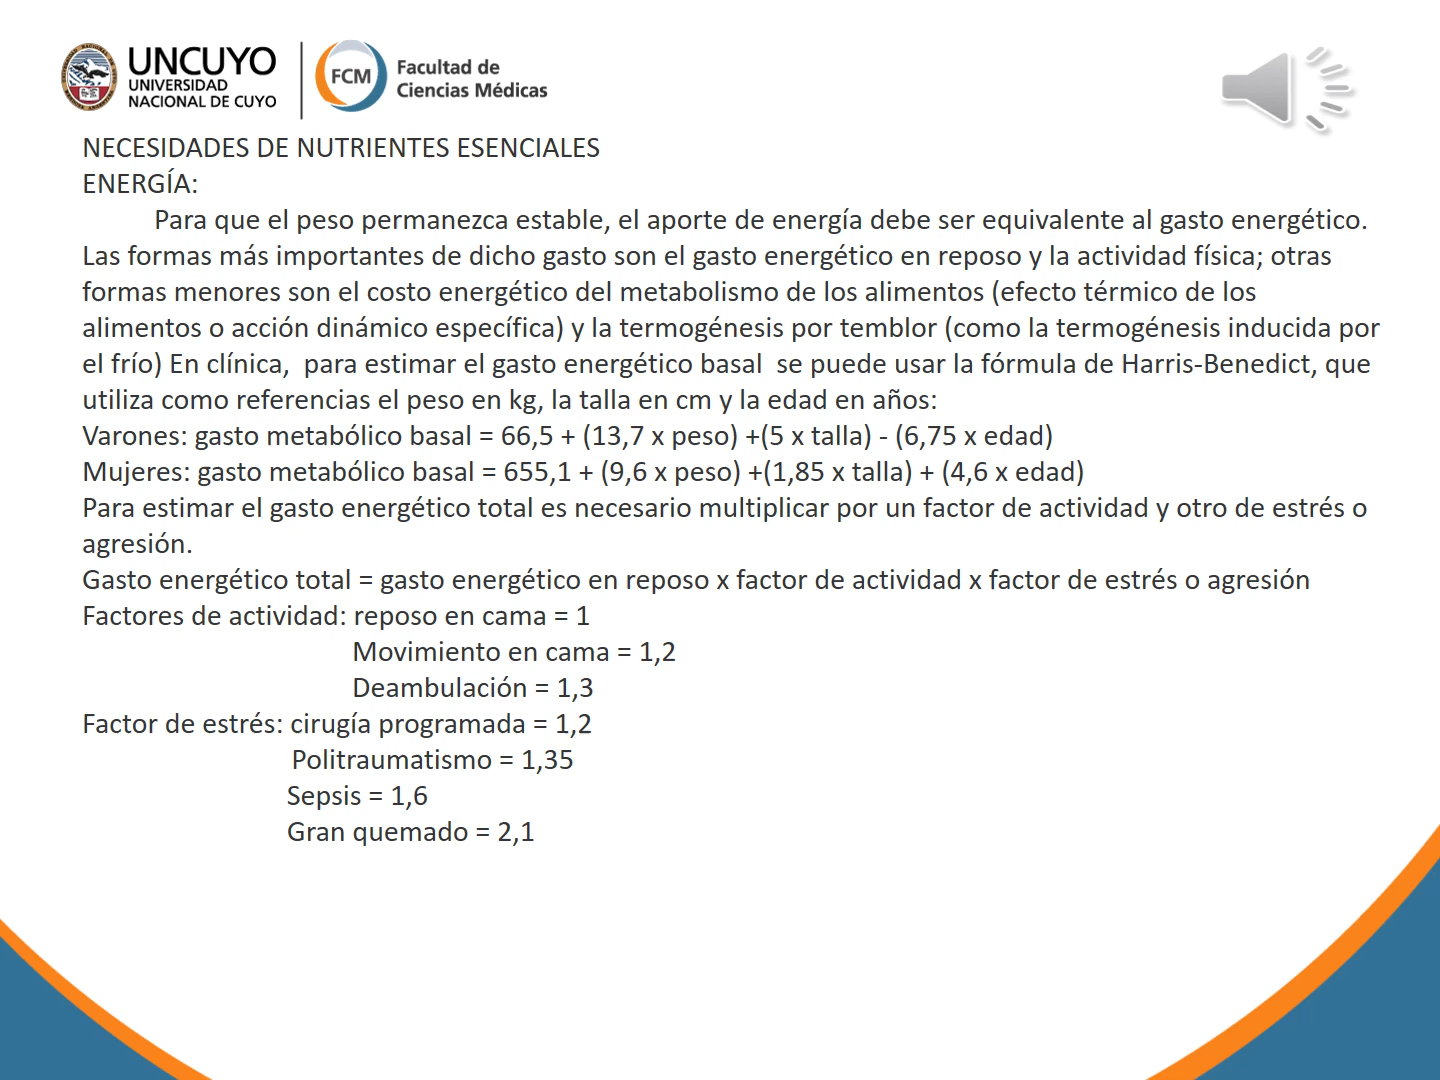 UNCUYO
UNIVERSIDAD
NACIONAL DE CUYO
FCM
Facultad de
Ciencias Médicas
NECESIDADES DE NUTRIENTES ESENCIALES
ENERGÍA:
Para que el peso permanezca estable, el aporte de energía debe ser equivalente al gasto energético.
Las formas más importantes de dicho gasto son el gasto energético en reposo y la actividad física; otras
formas menores son el costo energético del metabolismo de los alimentos (efecto térmico de los
alimentos o acción dinámico específica) y la termogénesis por temblor (como la termogénesis inducida por
el frío) En clínica,  para estimar el gasto energético basal  se puede usar la fórmula de Harris-Benedict, que
utiliza como referencias el peso en kg, la talla en cm y la edad en años:
Varones: gasto metabólico basal = 66,5 + (13,7 x peso) +(5 x talla) - (6,75 x edad)
Mujeres: gasto metabólico basal = 655,1 + (9,6 x peso) +(1,85 x talla) + (4,6 x edad)
Para estimar el gasto energético total es necesario multiplicar por un factor de actividad y otro de estrés o
agresión.
Gasto energético total = gasto energético en reposo x factor de actividad x factor de estrés o agresión
Factores de actividad: reposo en cama = 1
Movimiento en cama = 1,2
Deambulación = 1,3
Factor de estrés: cirugía programada = 1,2
Politraumatismo = 1,35
Sepsis = 1,6
Gran quemado = 2,1